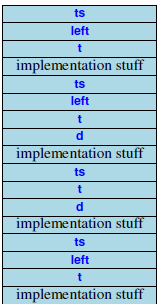 ts
left
t
implementation stuff
ts
left
t
d
implementation stuff
ts
t
d
implementation stuff
ts
left
t
implementation stuff